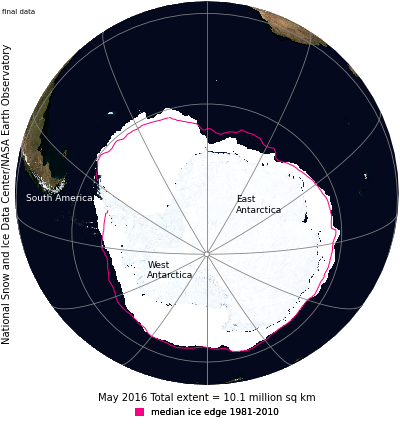 final data
National Snow and Ice Data Center/NASA Earth Observatory
South America
East
Antarctica
West
Antarctica
May 2016 Total extent = 10.1 million sq km
median ice edge 1981-2010